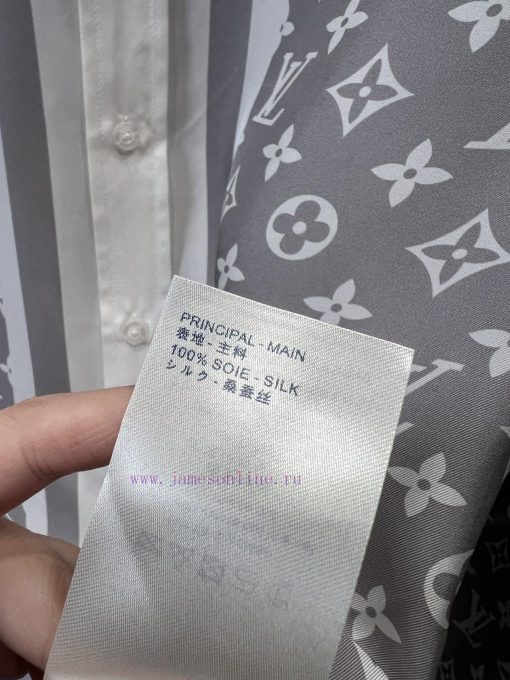 PRINCIPAL - MAIN
表地 - 主料
100% SOIE - SILK
シルク - 桑蚕丝
www.jamesonline.ru